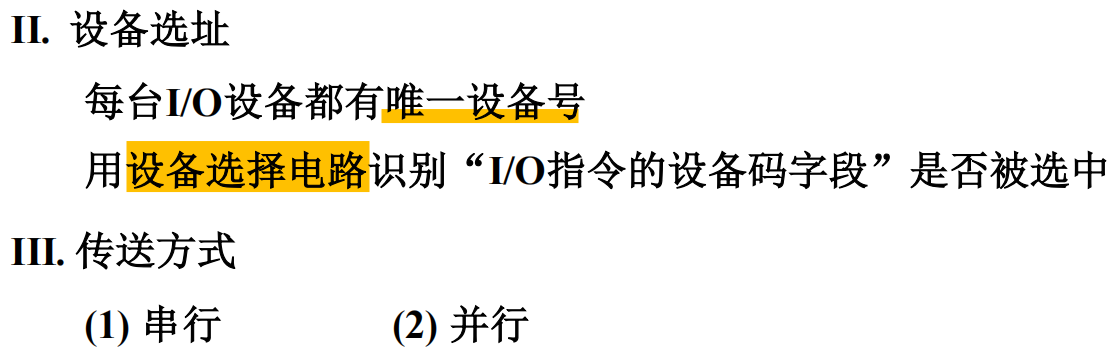 II. 设备选址
每台I/O设备都有唯一设备号
用设备选择电路识别“I/O指令的设备码字段”是否被选中
III. 传送方式
(1) 串行 (2) 并行